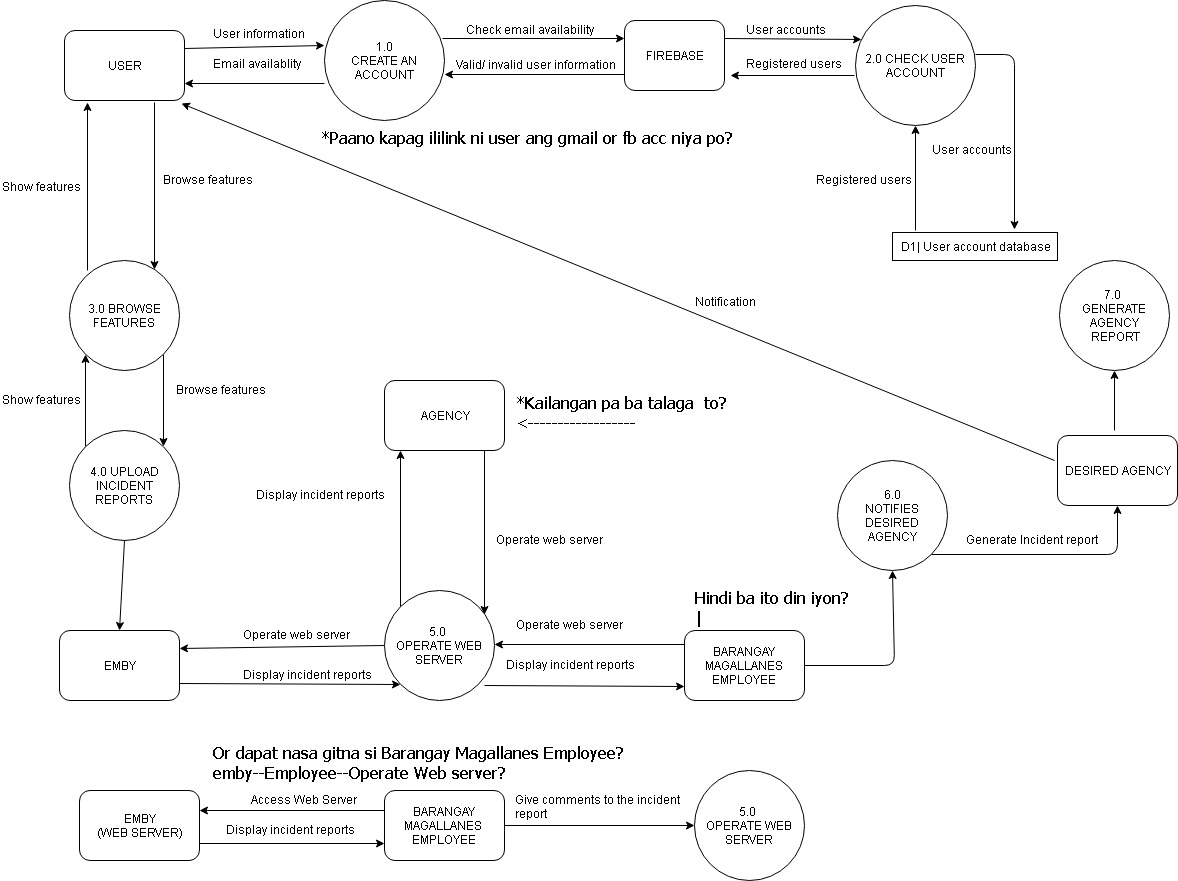 USER
User information
Email availablity
1.0
CREATE AN
ACCOUNT
Check email availability
Valid/ invalid user information
FIREBASE
User accounts
Registered users
2.0 CHECK USER
ACCOUNT
*Paano kapag ililink ni user ang gmail or fb acc niya po?
User accounts
Registered users
D1| User account database
Show features
Browse features
3.0 BROWSE
FEATURES
Notification
7.0
GENERATE
AGENCY
REPORT
Show features
Browse features
AGENCY
*Kailangan pa ba talaga  to?
<------------------
4.0 UPLOAD
INCIDENT
REPORTS
Display incident reports
Operate web server
6.0
NOTIFIES
DESIRED
AGENCY
DESIRED AGENCY
Generate Incident report
Hindi ba ito din iyon?
|
EMBY
Operate web server
Display incident reports
5.0
OPERATE WEB
SERVER
Operate web server
Display incident reports
BARANGAY
MAGALLANES
EMPLOYEE
Or dapat nasa gitna si Barangay Magallanes Employee?
emby--Employee--Operate Web server?
EMBY
(WEB SERVER)
Access Web Server
Display incident reports
BARANGAY
MAGALLANES
EMPLOYEE
Give comments to the incident
report
5.0
OPERATE WEB
SERVER